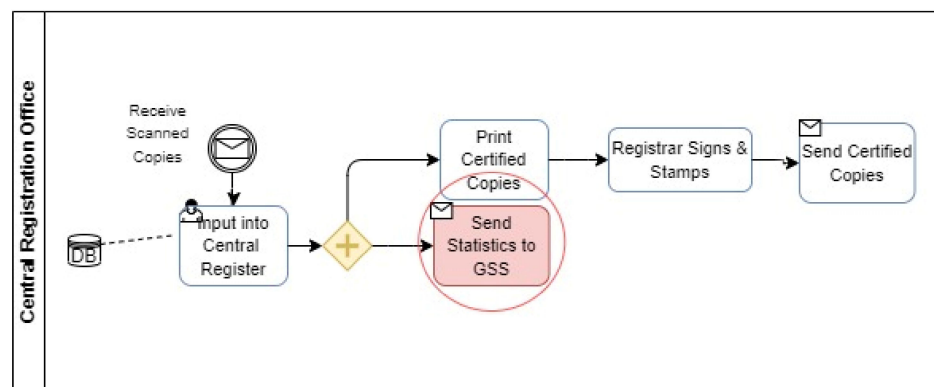 Central Registration Office
Receive
Scanned
Copies
DB
Input into
Central
Register
Print
Certified
Copies
Send
Statistics to
GSS
Registrar Signs &
Stamps
Send Certified
Copies